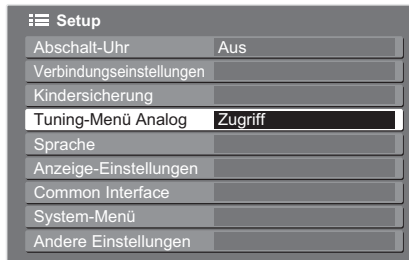 Setup
Abschalt-Uhr Aus
Verbindungseinstellungen
Kindersicherung
Tuning-Menü Analog Zugriff
Sprache
Anzeige-Einstellungen
Common Interface
System-Menü
Andere Einstellungen